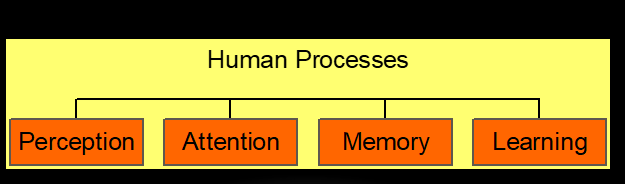 Human Processes
Perception Attention Memory Learning